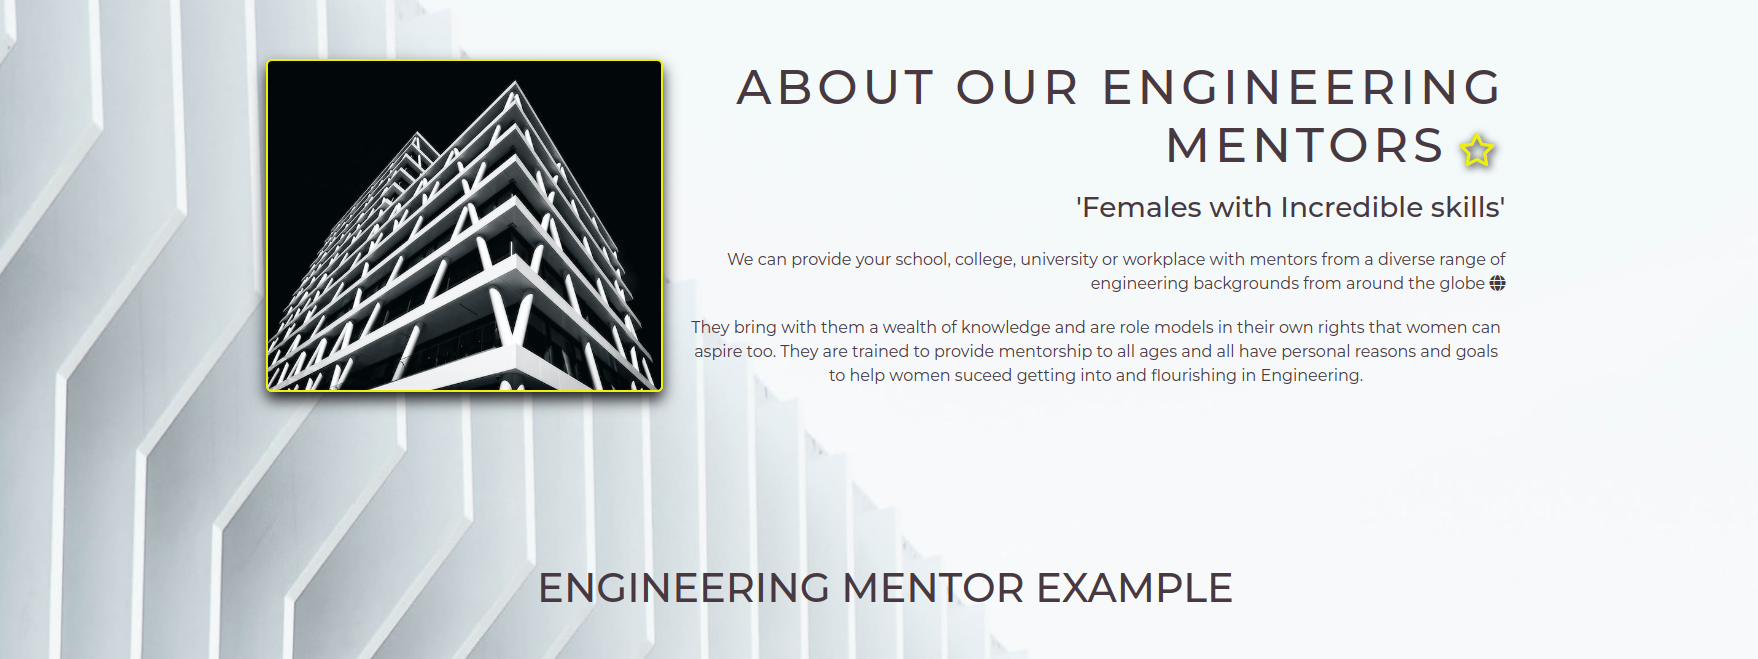 ABOUT OUR ENGINEERING
MENTORS
'Females with Incredible skills'
We can provide your school, college, university or workplace with mentors from a diverse range of
engineering backgrounds from around the globe
They bring with them a wealth of knowledge and are role models in their own rights that women can
aspire too. They are trained to provide mentorship to all ages and all have personal reasons and goals
to help women suceed getting into and flourishing in Engineering.
ENGINEERING MENTOR EXAMPLE